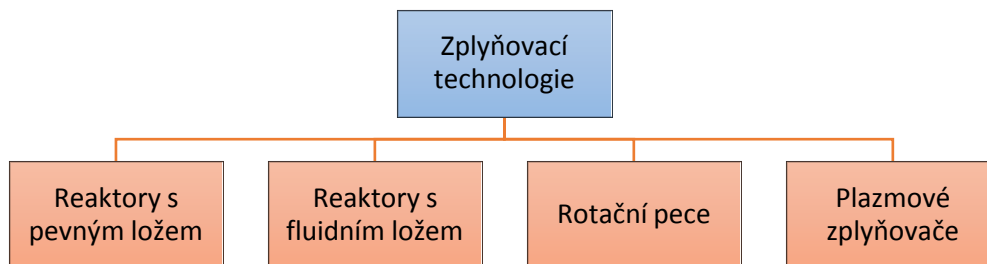 Zplyňovací
technologie
Reaktory s
pevným ložem
Reaktory s
fluidním ložem
Rotační pece
Plazmové
zplyňovače